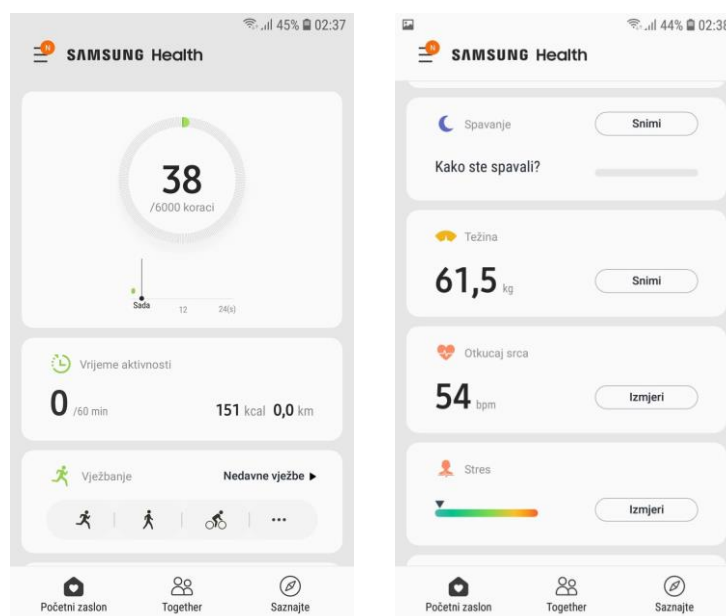 45% 02:37
N
SAMSUNG Health
38
/6000 koraci
Sada 12 24(s)
Vrijeme aktivnosti
0 /60 min 151 kcal 0,0 km
Vježbanje Nedavne vježbe ▶
Početni zaslon Together Saznajte
44% 02:38
N
SAMSUNG Health
Spavanje Snimi
Kako ste spavali?
Težina
61,5 kg Snimi
Otkucaj srca
54 bpm Izmjeri
Stres
Izmjeri
Početni zaslon Together Saznajte